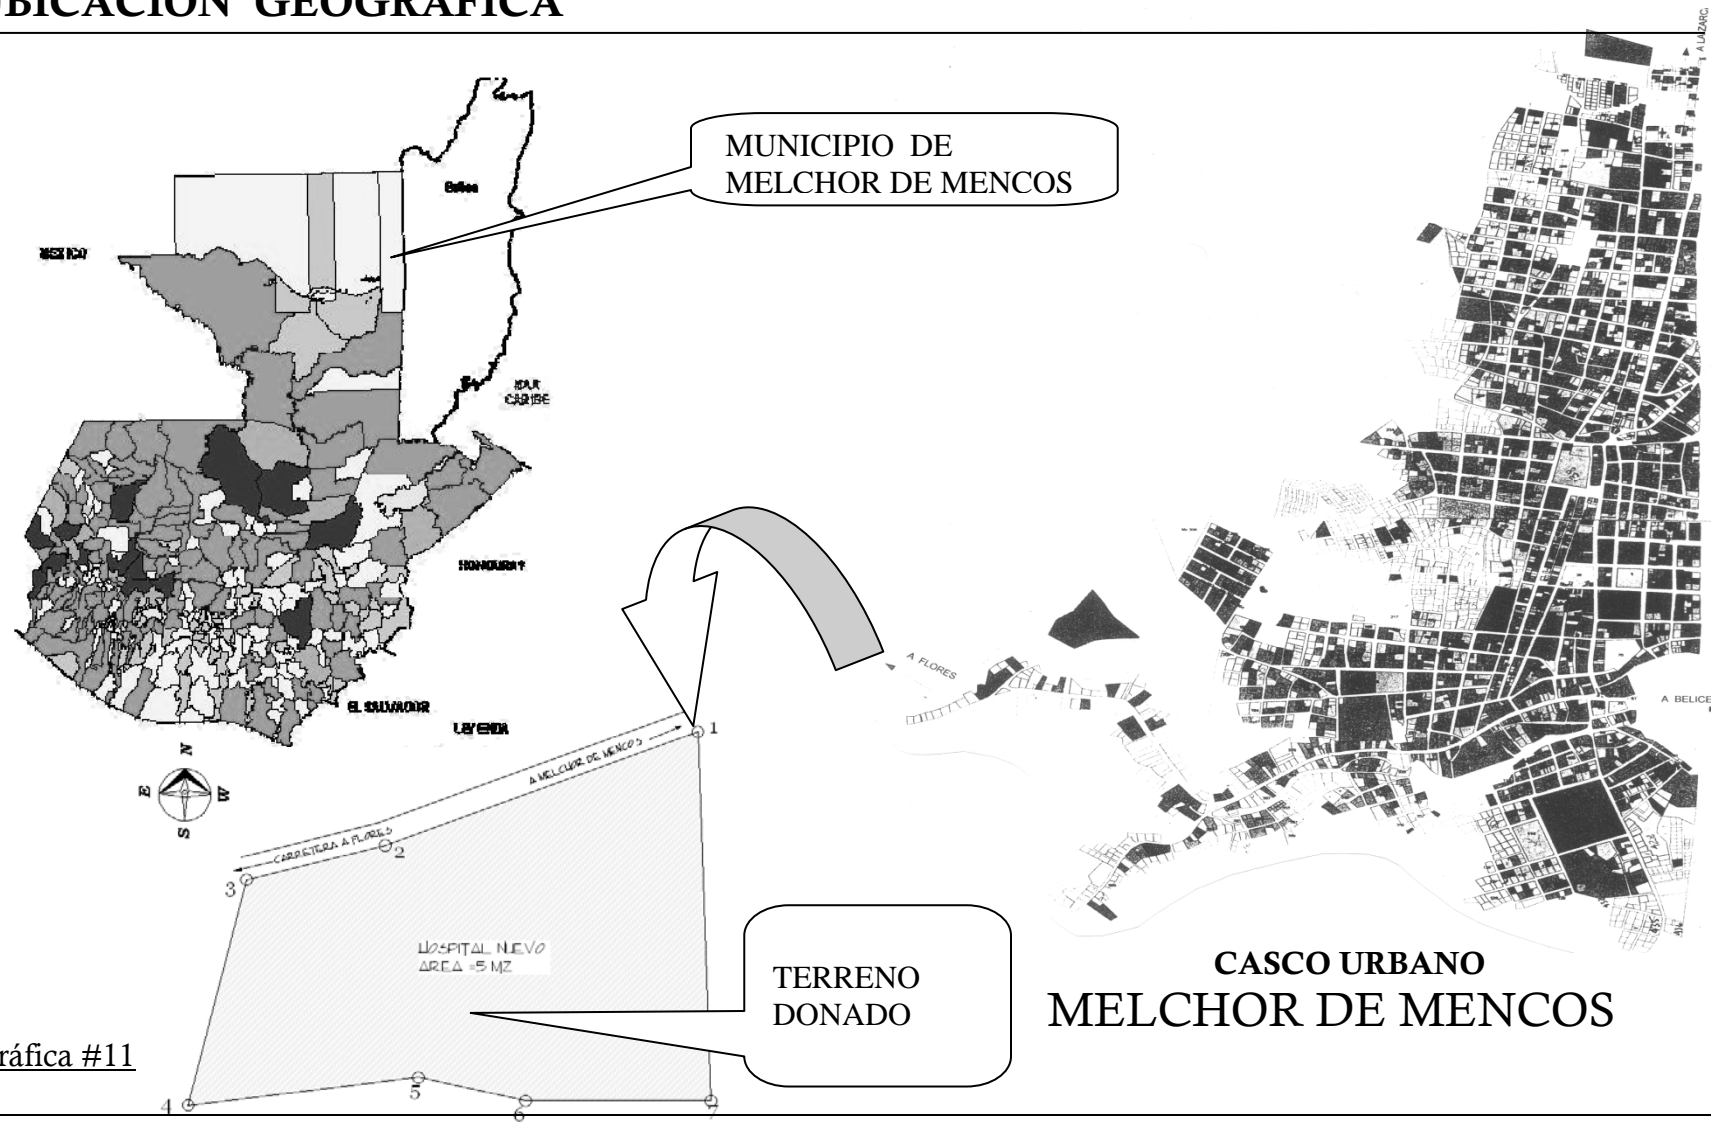 UBICACIÓN GEOGRÁFICA
A LAIZARC.
MUNICIPIO DE
MELCHOR DE MENCOS
Belice
MEXICO
MAR
CARIBE
HONDURAS
EL SALVADOR
LEYENDA
N
E
W
S
A FLORES
A BELICE
1
A MELCHOR DE MENCOS
CARRETERA A FLORES
2
3
HOSPITAL NUEVO
AREA =5 MZ
TERRENO
DONADO
CASCO URBANO
MELCHOR DE MENCOS
ráfica #11
4
5
6
7